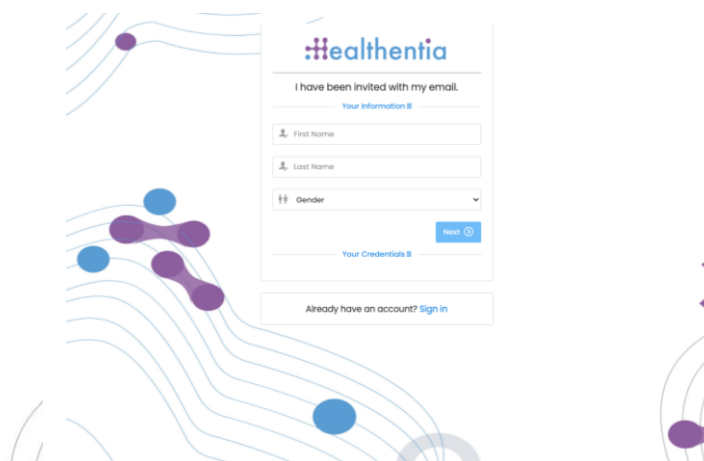 Healthentia
I have been invited with my email.
Your Information
First Name
Last Name
Gender
Next
Your Credentials
Already have an account? Sign in